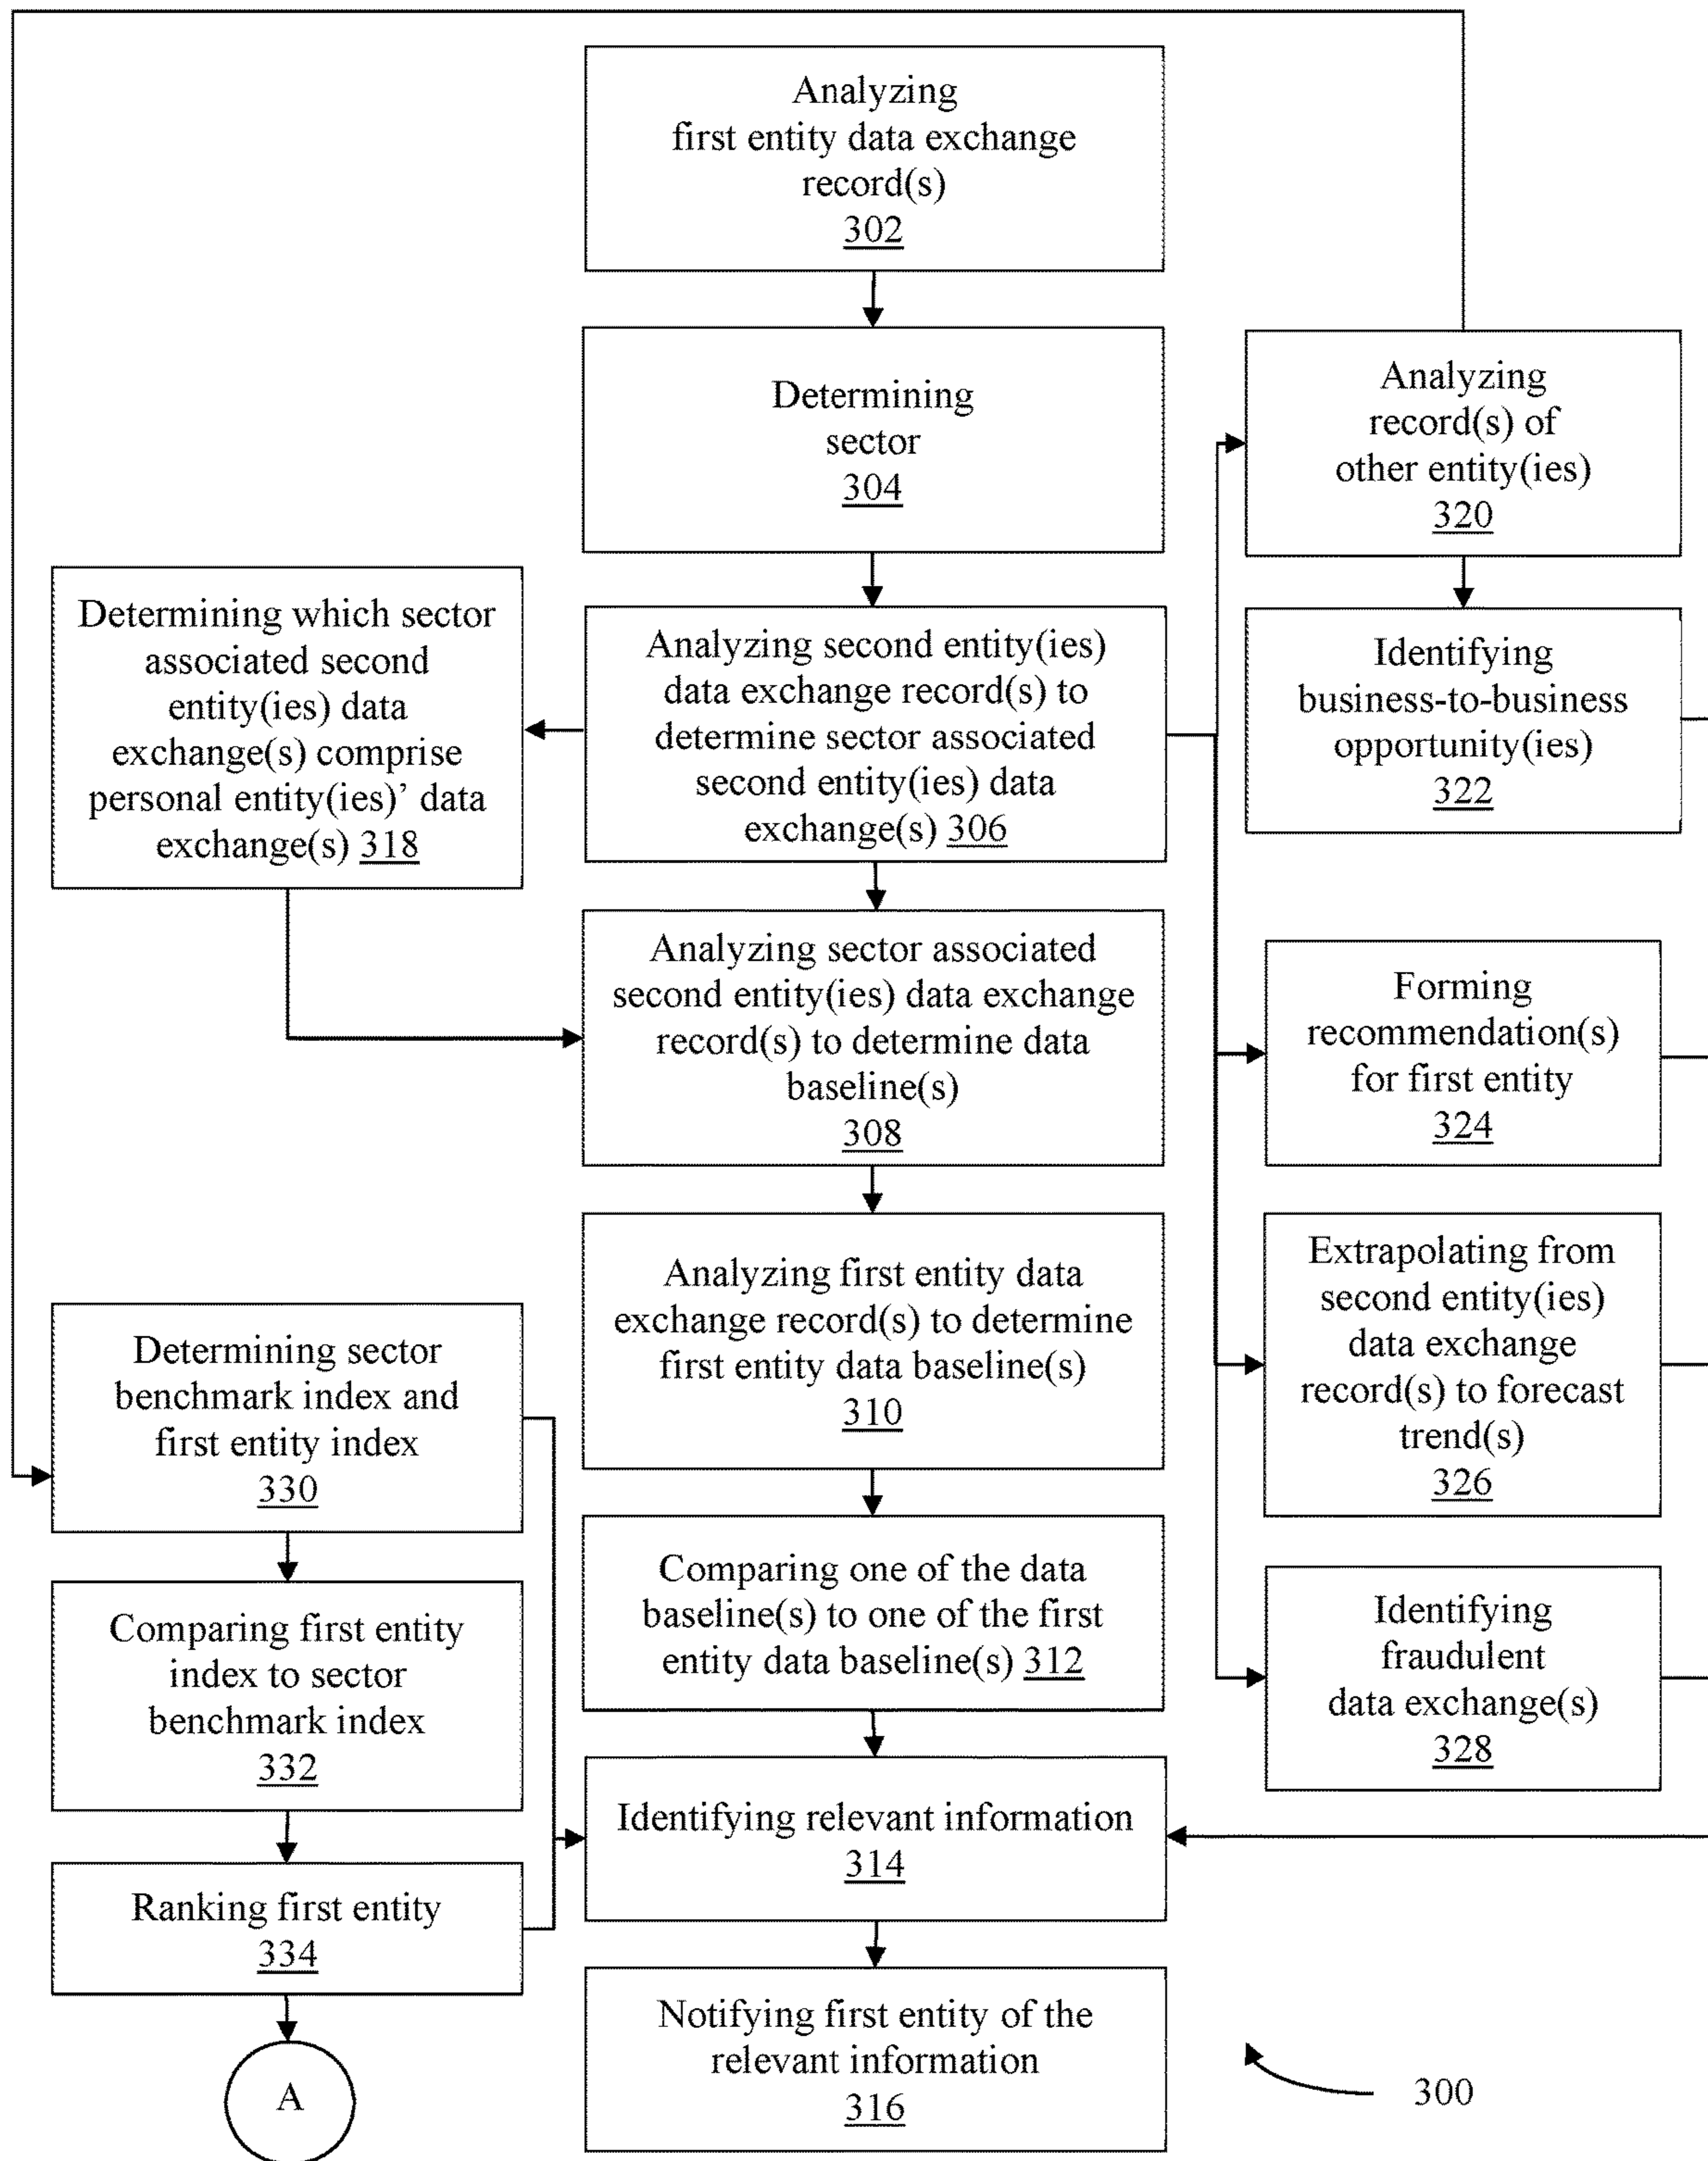 Analyzing
first entity data exchange
record(s)
302
Determining
sector
304
Analyzing
record(s) of
other entity(ies)
320
Determining which sector
associated second
entity(ies) data
exchange(s) comprise
personal entity(ies)’ data
exchange(s) 318
Analyzing second entity(ies)
data exchange record(s) to
determine sector associated
second entity(ies) data
exchange(s) 306
Identifying
business-to-business
opportunity(ies)
322
Analyzing sector associated
second entity(ies) data exchange
record(s) to determine data
baseline(s)
308
Forming
recommendation(s)
for first entity
324
Analyzing first entity data
exchange record(s) to determine
first entity data baseline(s)
310
Extrapolating from
second entity(ies)
data exchange
record(s) to forecast
trend(s)
326
Determining sector
benchmark index and
first entity index
330
Comparing one of the data
baseline(s) to one of the first
entity data baseline(s) 312
Identifying
fraudulent
data exchange(s)
328
Comparing first entity
index to sector
benchmark index
332
Identifying relevant information
314
Ranking first entity
334
Notifying first entity of the
relevant information
316
A
300